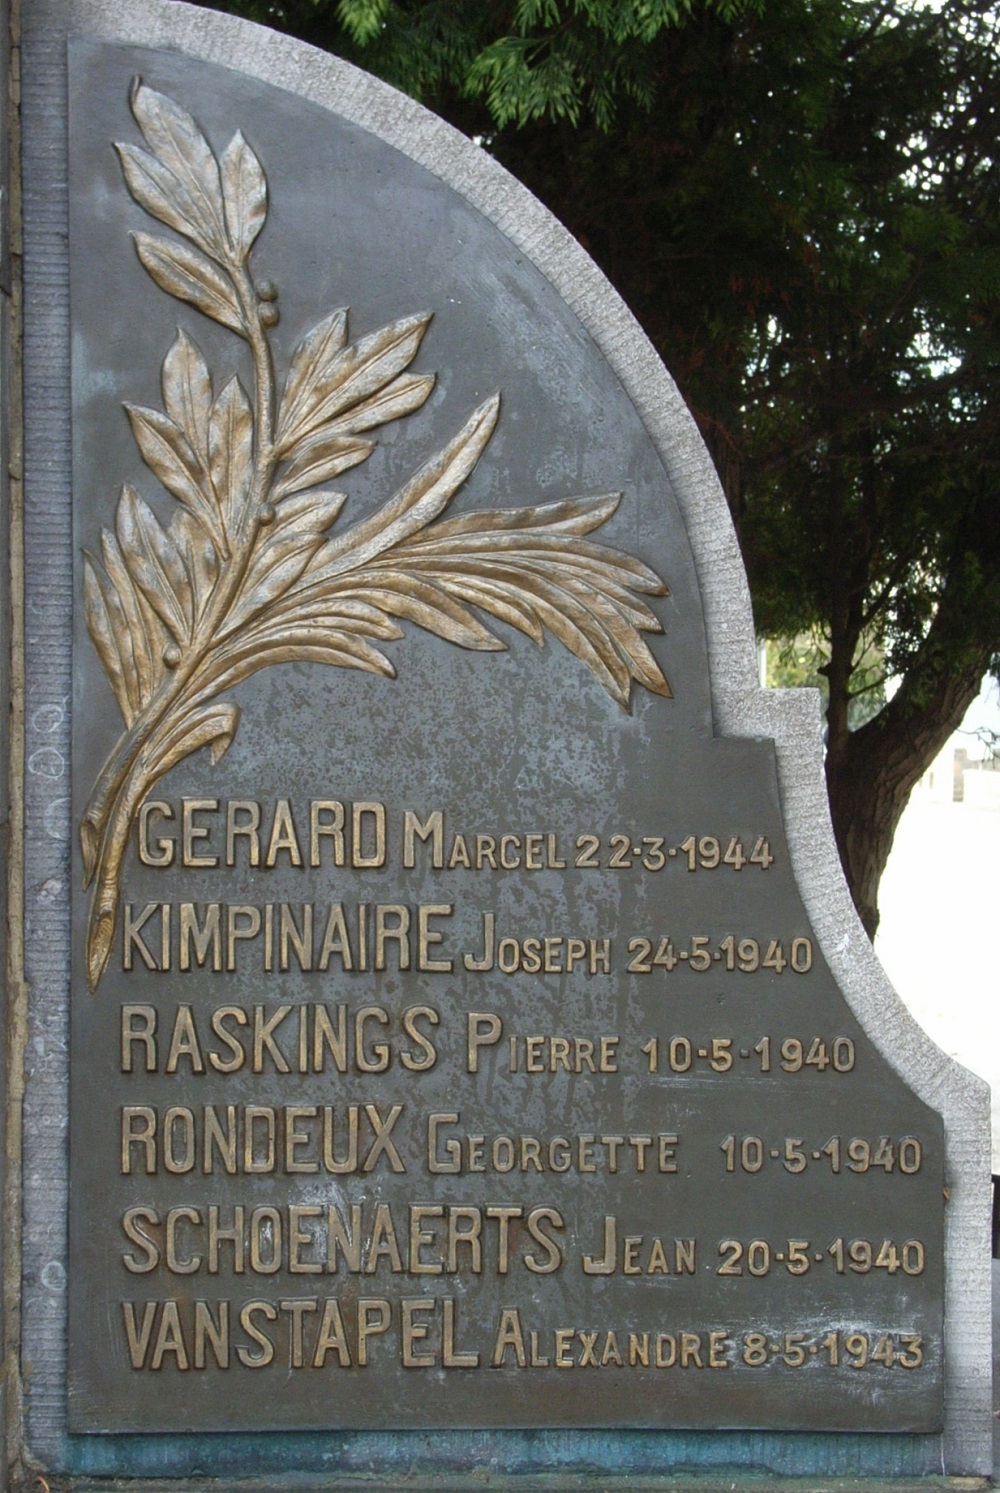 GERARD MARCEL 22-3-1944
KIMPINAIRE JOSEPH 24-5-1940
RASKINGS PIERRE 10-5-1940
RONDEUX GEORGETTE 10-5-1940
SCHOENAERTS JEAN 20-5-1940
VANSTAPEL ALEXANDRE 8-5-1943